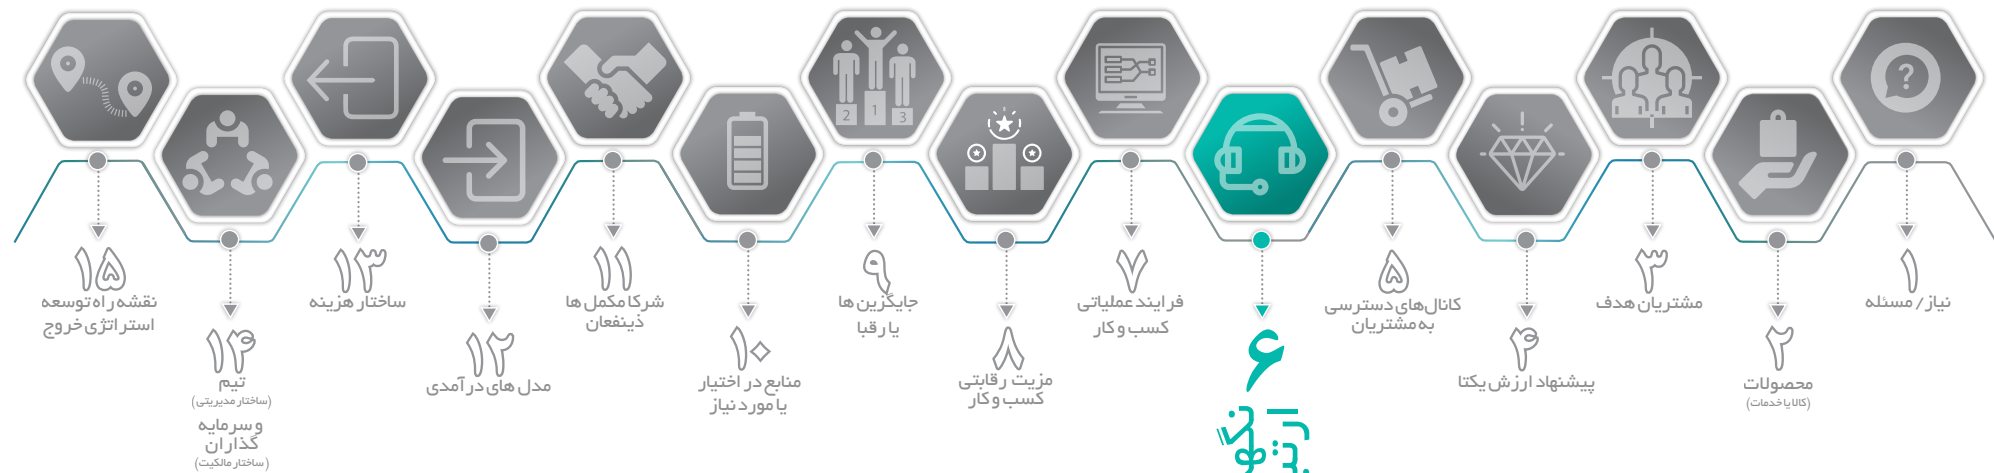 ۱
نیاز/ مسئله
۲
محصولات
(کالا یا خدمات)
۳
مشتریان هدف
۴
پیشنهاد ارزش یکتا
۵
کانال‌های دسترسی
به مشتریان
۶
۷
فرایند عملیاتی
کسب و کار
۸
مزیت رقابتی
کسب و کار
۹
جایگزین ها
یا رقبا
۱۰
منابع در اختیار
یا مورد نیاز
۱۱
شرکا مکمل ها
ذینفعان
۱۲
مدل های درآمدی
۱۳
ساختار هزینه
۱۴
تیم
(ساختار مدیریتی)
و سرمایه
گذاران
(ساختار مالکیت)
۱۵
نقشه راه توسعه
استراتژی خروج
?
2 1 3